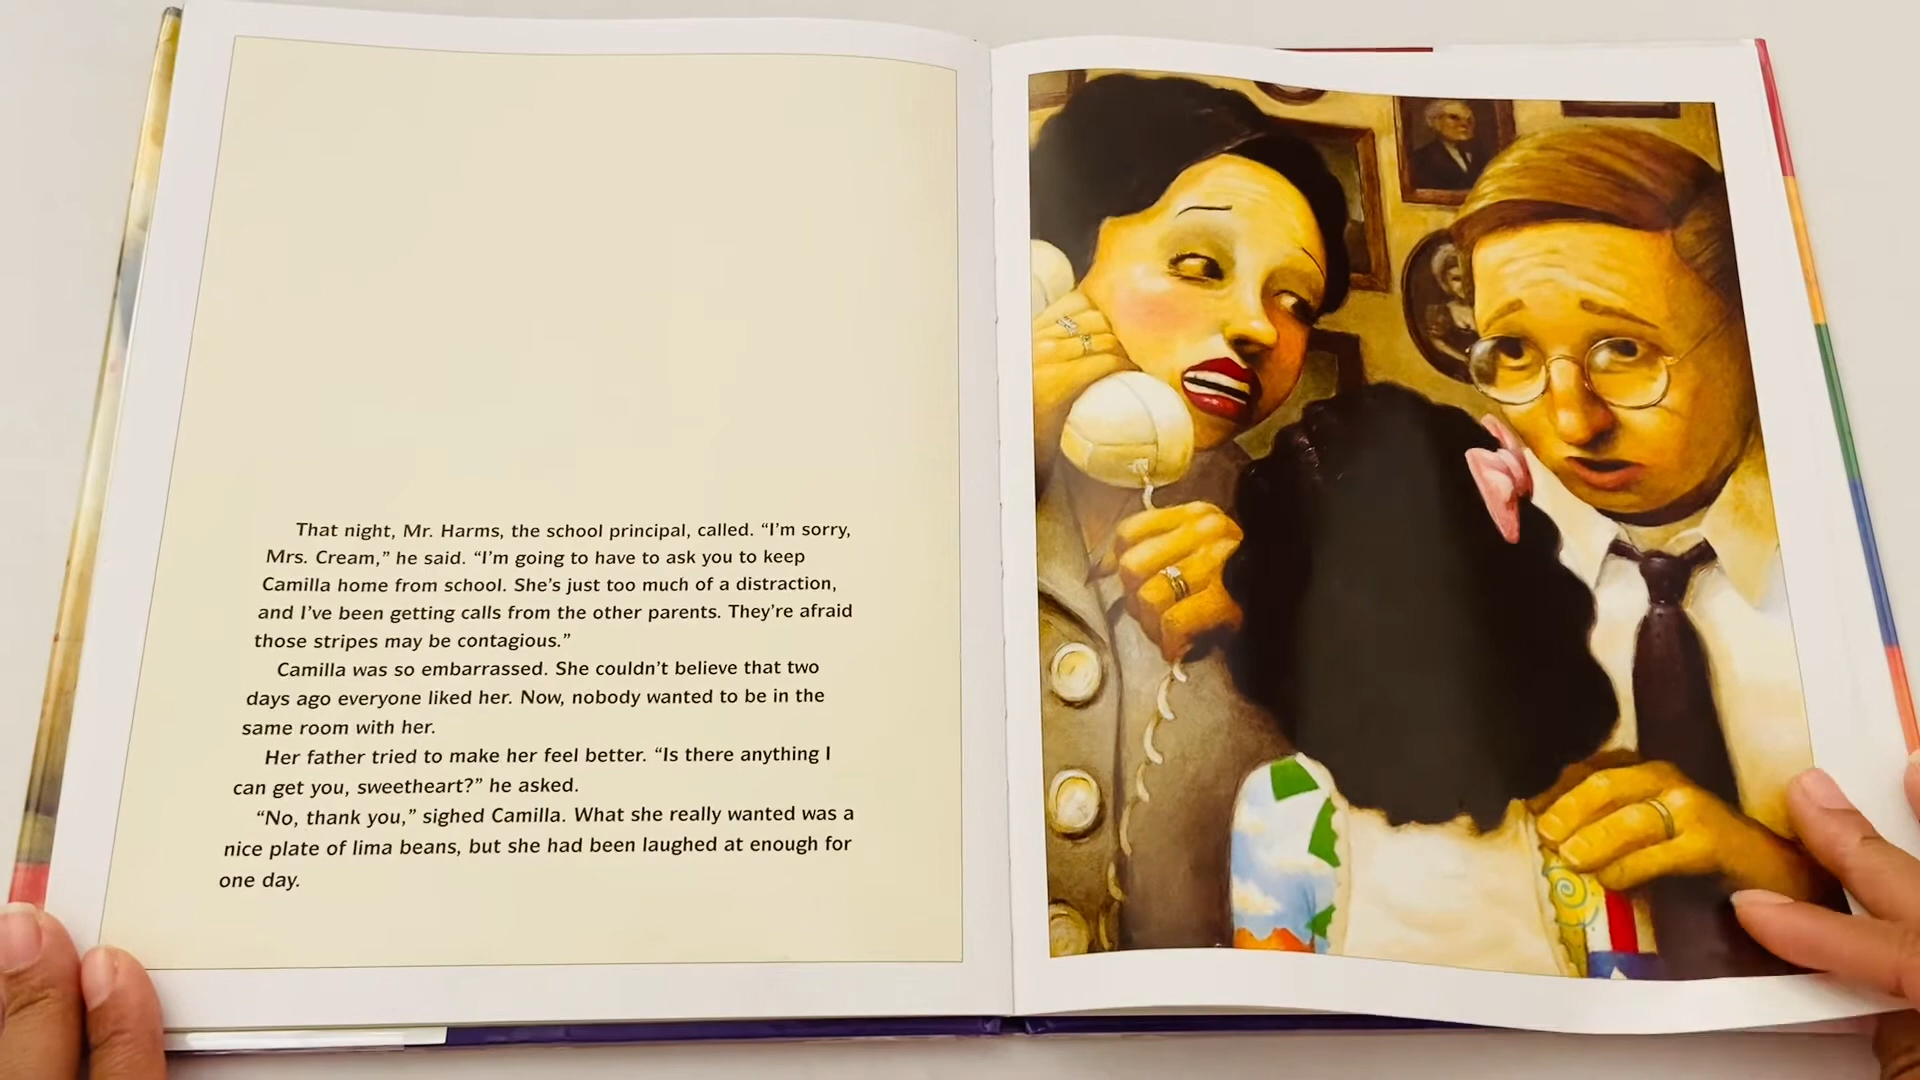 That night, Mr. Harms, the school principal, called. “I’m sorry,
Mrs. Cream,” he said. “I’m going to have to ask you to keep
Camilla home from school. She’s just too much of a distraction,
and I’ve been getting calls from the other parents. They’re afraid
those stripes may be contagious.”
Camilla was so embarrassed. She couldn’t believe that two
days ago everyone liked her. Now, nobody wanted to be in the
same room with her.
Her father tried to make her feel better. “Is there anything I
can get you, sweetheart?” he asked.
“No, thank you,” sighed Camilla. What she really wanted was a
nice plate of lima beans, but she had been laughed at enough for
one day.